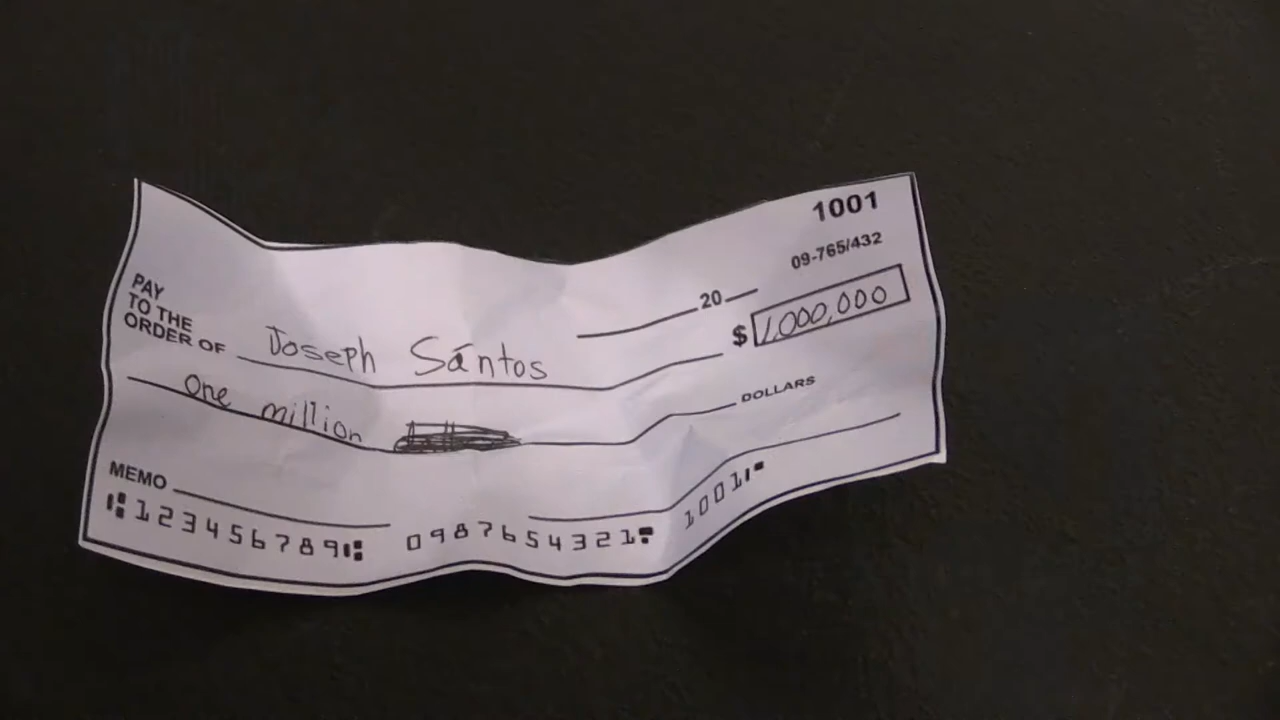 1001
09-765/432
20
PAY
TO THE
ORDER OF Joseph Sántos $ 1,000,000
One million DOLLARS
MEMO
⑆123456789⑆ 0987654321⑈ 1001⑈